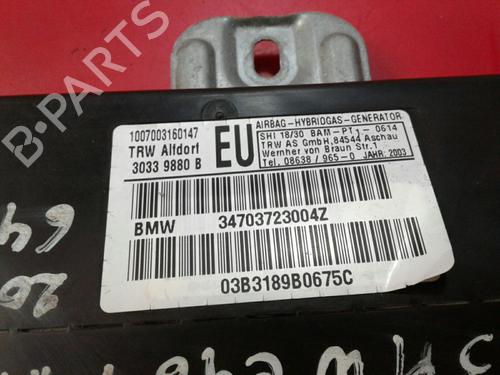 1007003160147
TRW Alfdorf
3033 9880 B
EU
AIRBAG-HYBRIDGAS-GENERATOR
SHI 18/30 BAM-PT1- 0614
TRW AS GmbH,84544 Aschau
Wernher von Braun Str.1
Tel. 08638/965-0 JAHR:2003
BMW 34703723004Z
03B3189B0675C
B-PARTS